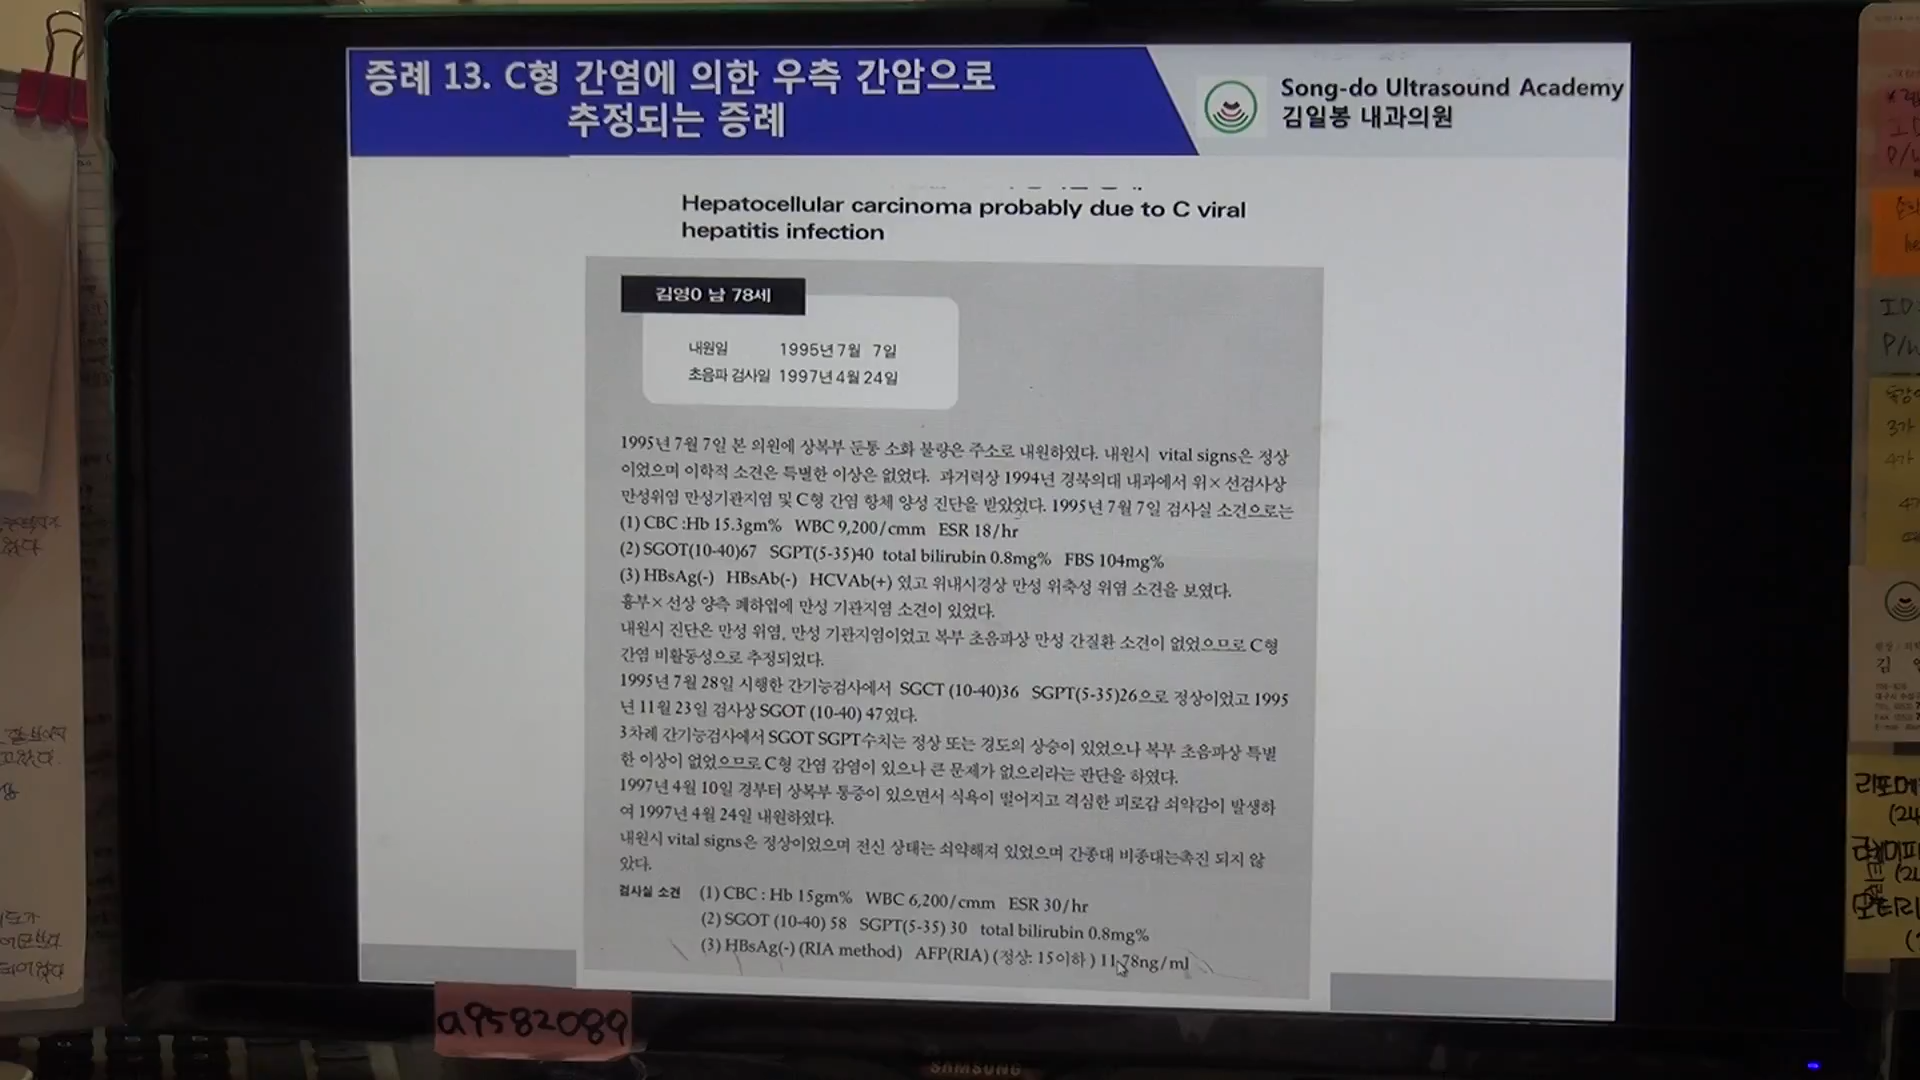 증례 13. C형 간염에 의한 우측 간암으로
추정되는 증례
Song-do Ultrasound Academy
김일봉 내과의원
Hepatocellular carcinoma probably due to C viral
hepatitis infection
김영0 남 78세
내원일 1995년 7월 7일
초음파 검사일 1997년 4월 24일
1995년 7월 7일 본 의원에 상복부 둔통 소화 불량은 주소로 내원하였다. 내원시 vital signs은 정상
이었으며 이학적 소견은 특별한 이상은 없었다. 과거력상 1994년 경북의대 내과에서 위×선검사상
만성위염 만성기관지염 및 C형 간염 항체 양성 진단을 받았었다. 1995년 7월 7일 검사실 소견으로는
(1) CBC :Hb 15.3gm% WBC 9,200/cmm ESR 18/hr
(2) SGOT(10-40)67 SGPT(5-35)40 total bilirubin 0.8mg% FBS 104mg%
(3) HBsAg(-) HBsAb(-) HCVAb(+) 였고 위내시경상 만성 위축성 위염 소견을 보였다.
흉부×선상 양측 폐하엽에 만성 기관지염 소견이 있었다.
내원시 진단은 만성 위염, 만성 기관지염이었고 복부 초음파상 만성 간질환 소견이 없었으므로 C형
간염 비활동성으로 추정되었다.
1995년 7월 28일 시행한 간기능검사에서 SGCT (10-40)36 SGPT(5-35)26으로 정상이었고 1995
년 11월 23일 검사상 SGOT (10-40) 47였다.
3차례 간기능검사에서 SGOT SGPT수치는 정상 또는 경도의 상승이 있었으나 복부 초음파상 특별
한 이상이 없었으므로 C형 간염 감염이 있으나 큰 문제가 없으리라는 판단을 하였다.
1997년 4월 10일 경부터 상복부 통증이 있으면서 식욕이 떨어지고 격심한 피로감 쇠약감이 발생하
여 1997년 4월 24일 내원하였다.
내원시 vital signs은 정상이었으며 전신 상태는 쇠약해져 있었으며 간종대 비종대는촉진 되지 않
았다.
검사실 소견 (1) CBC : Hb 15gm% WBC 6,200/cmm ESR 30/hr
(2) SGOT (10-40) 58 SGPT(5-35) 30 total bilirubin 0.8mg%
(3) HBsAg(-) (RIA method) AFP(RIA) (정상: 15이하) 11.78ng/ml
a9582089
SAMSUNG